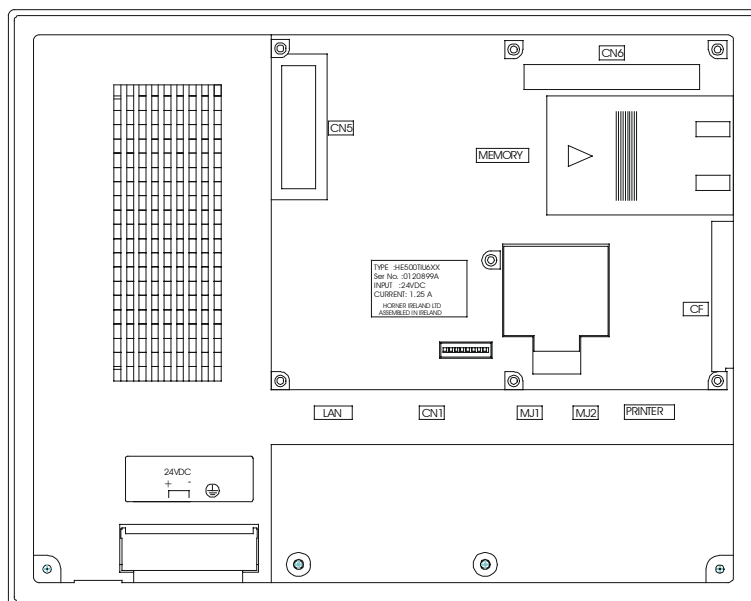 CN6
CN5
MEMORY
TYPE :HE500TIU6XX
Ser No. :0120899A
INPUT :24VDC
CURRENT: 1.25 A
HORNER IRELAND LTD
ASSEMBLED IN IRELAND
CF
LAN CN1 MJ1 MJ2 PRINTER
24VDC
+ -